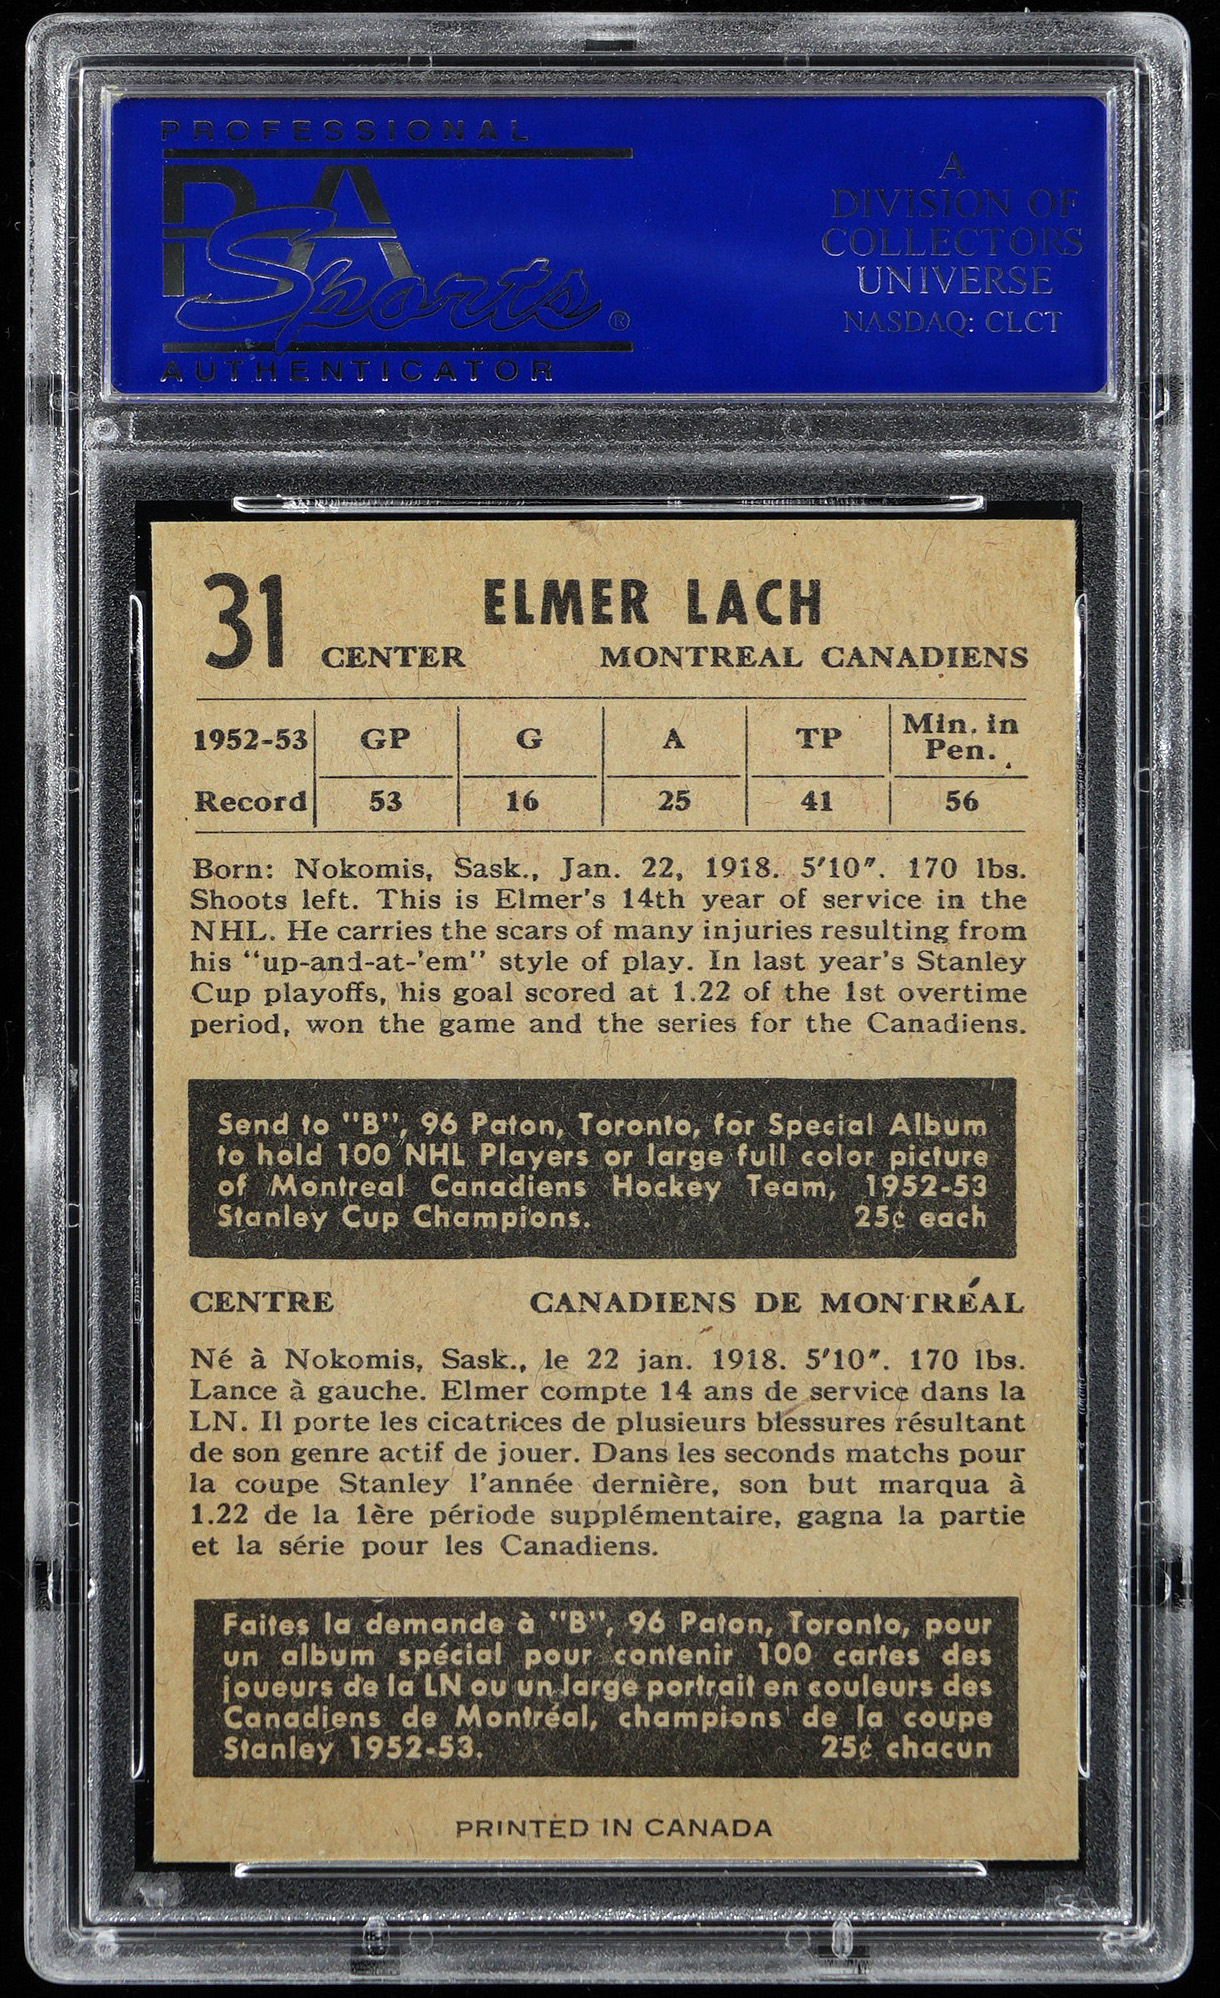 PROFESSIONAL
PSA
Sports®
AUTHENTICATOR
A
DIVISION OF
COLLECTORS
UNIVERSE
NASDAQ: CLCT
31 ELMER LACH
CENTER MONTREAL CANADIENS
1952-53 GP G A TP Min. in Pen.
Record 53 16 25 41 56
Born: Nokomis, Sask., Jan. 22, 1918. 5'10". 170 lbs.
Shoots left. This is Elmer's 14th year of service in the
NHL. He carries the scars of many injuries resulting from
his "up-and-at-'em" style of play. In last year's Stanley
Cup playoffs, his goal scored at 1.22 of the 1st overtime
period, won the game and the series for the Canadiens.
Send to "B", 96 Paton, Toronto, for Special Album
to hold 100 NHL Players or large full color picture
of Montreal Canadiens Hockey Team, 1952-53
Stanley Cup Champions. 25¢ each
CENTRE CANADIENS DE MONTRÉAL
Né à Nokomis, Sask., le 22 jan. 1918. 5'10". 170 lbs.
Lance à gauche. Elmer compte 14 ans de service dans la
LN. Il porte les cicatrices de plusieurs blessures résultant
de son genre actif de jouer. Dans les seconds matchs pour
la coupe Stanley l'année dernière, son but marqua à
1.22 de la 1ère période supplémentaire, gagna la partie
et la série pour les Canadiens.
Faites la demande à "B", 96 Paton, Toronto, pour
un album spécial pour contenir 100 cartes des
joueurs de la LN ou un large portrait en couleurs des
Canadiens de Montréal, champions de la coupe
Stanley 1952-53. 25¢ chacun
PRINTED IN CANADA